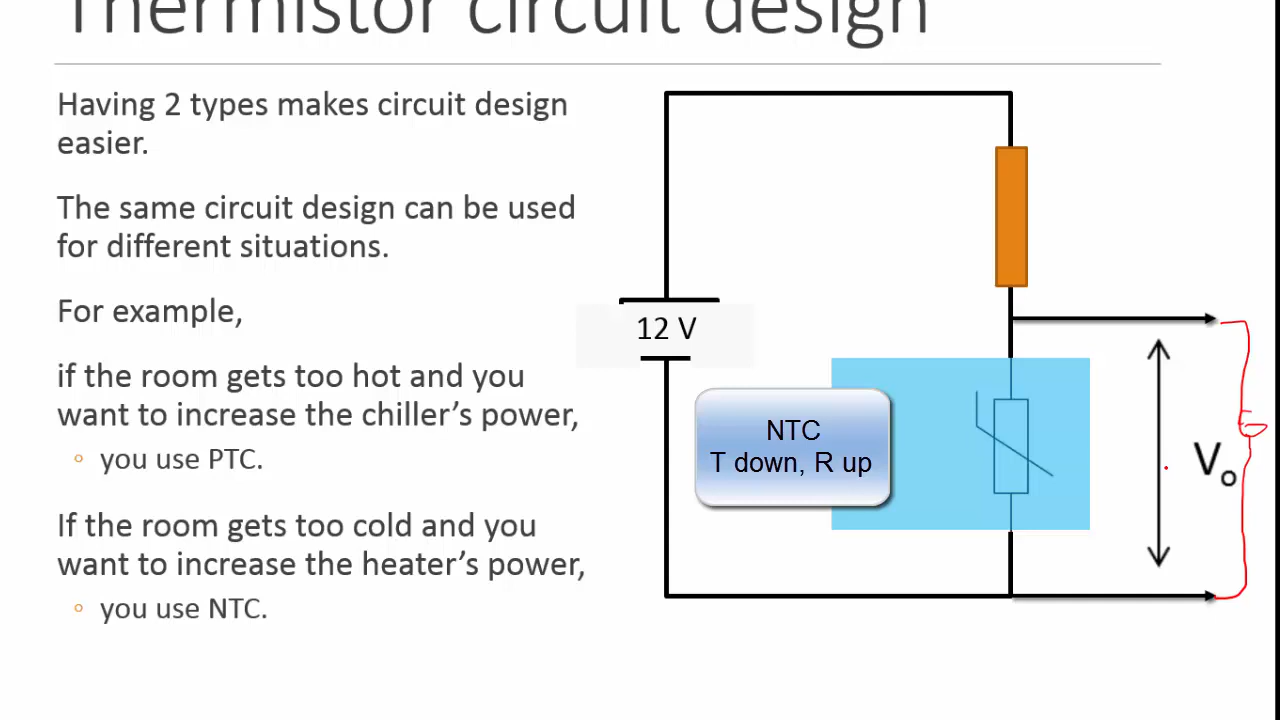 Thermistor circuit design
Having 2 types makes circuit design
easier.
The same circuit design can be used
for different situations.
For example,
if the room gets too hot and you
want to increase the chiller's power,
◦ you use PTC.
If the room gets too cold and you
want to increase the heater's power,
◦ you use NTC.
12 V
NTC
T down, R up
Vo